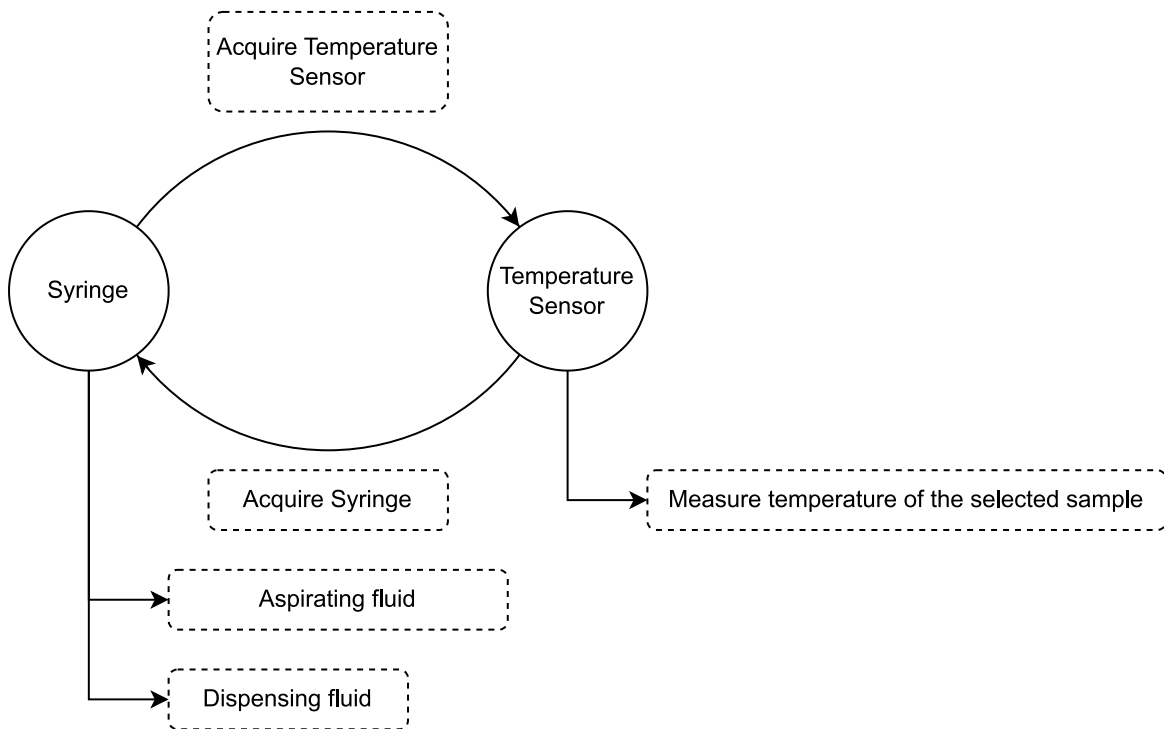 Acquire Temperature
Sensor
Syringe
Temperature
Sensor
Acquire Syringe
Measure temperature of the selected sample
Aspirating fluid
Dispensing fluid